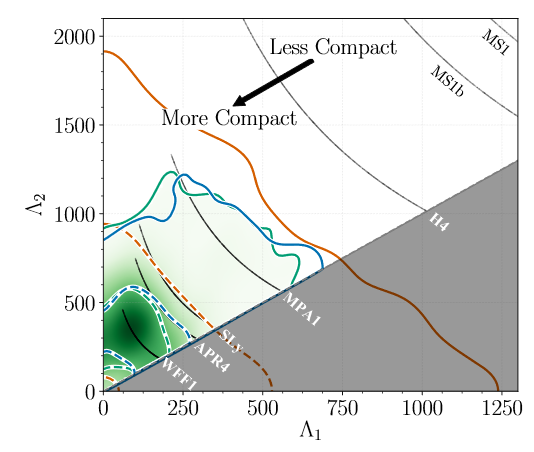 2000
1500
1000
500
0
Λ₂
Less Compact
More Compact
MS1
MS1b
H4
MPA1
SLy
APR4
WFF1
0
250
500
750
1000
1250
Λ₁